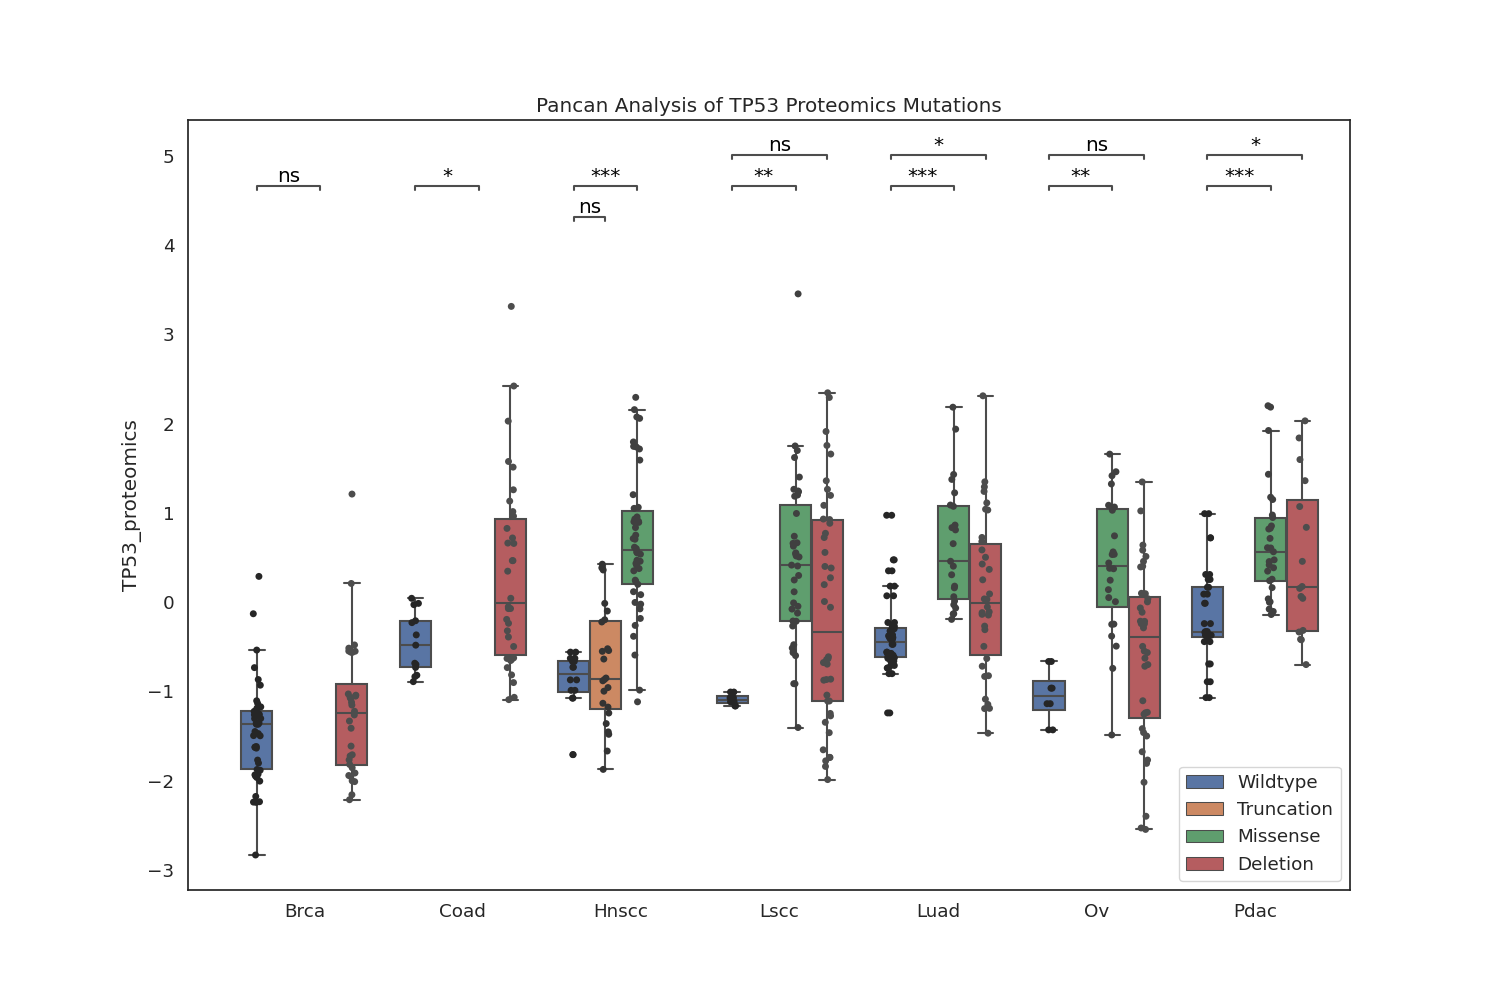 Pancan Analysis of TP53 Proteomics Mutations
ns * *** ns ns ** * *** ns ** * ***
TP53_proteomics
5
4
3
2
1
0
−1
−2
−3
Brca Coad Hnscc Lscc Luad Ov Pdac
Wildtype
Truncation
Missense
Deletion